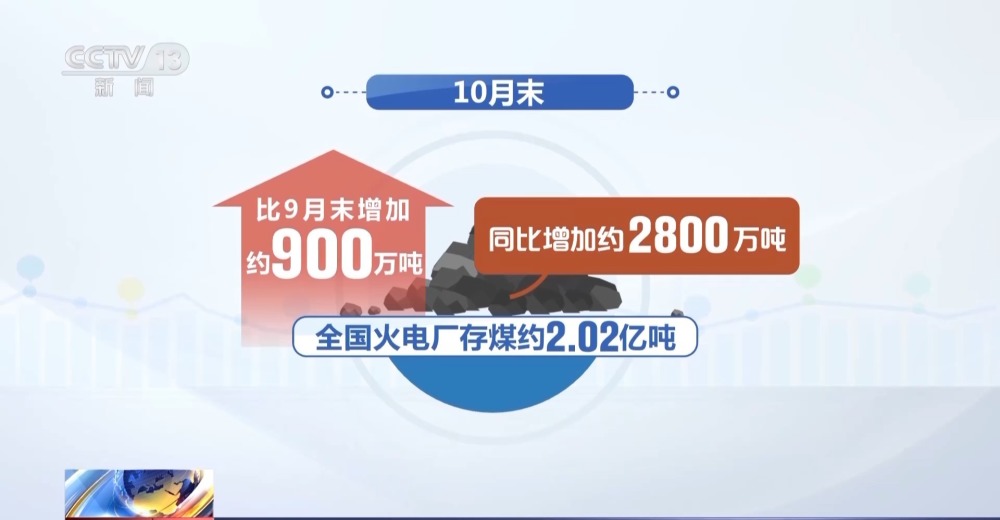 CCTV 13
新闻
10月末
比9月末增加
约900万吨
同比增加约2800万吨
全国火电厂存煤约2.02亿吨